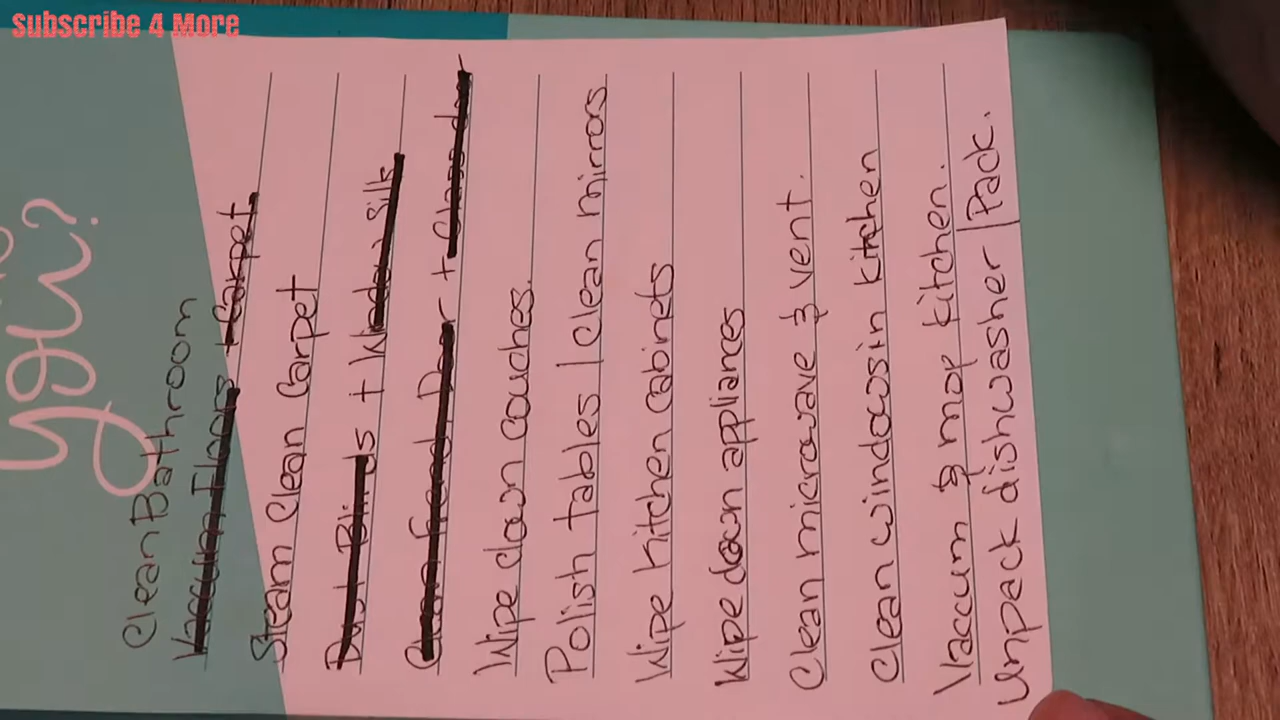 Subscribe 4 More
you?
Clean Bathroom
Vaccum Floors + Carpet
Steam Clean Carpet
Dust Blinds + Window Sills
Clean front Door + Glass door
Wipe down couches.
Polish tables / Clean mirrors
Wipe Kitchen cabinets
Wipe down appliances
Clean microwave & vent.
Clean windows in kitchen
Vaccum & mop kitchen.
Unpack dishwasher / Pack.